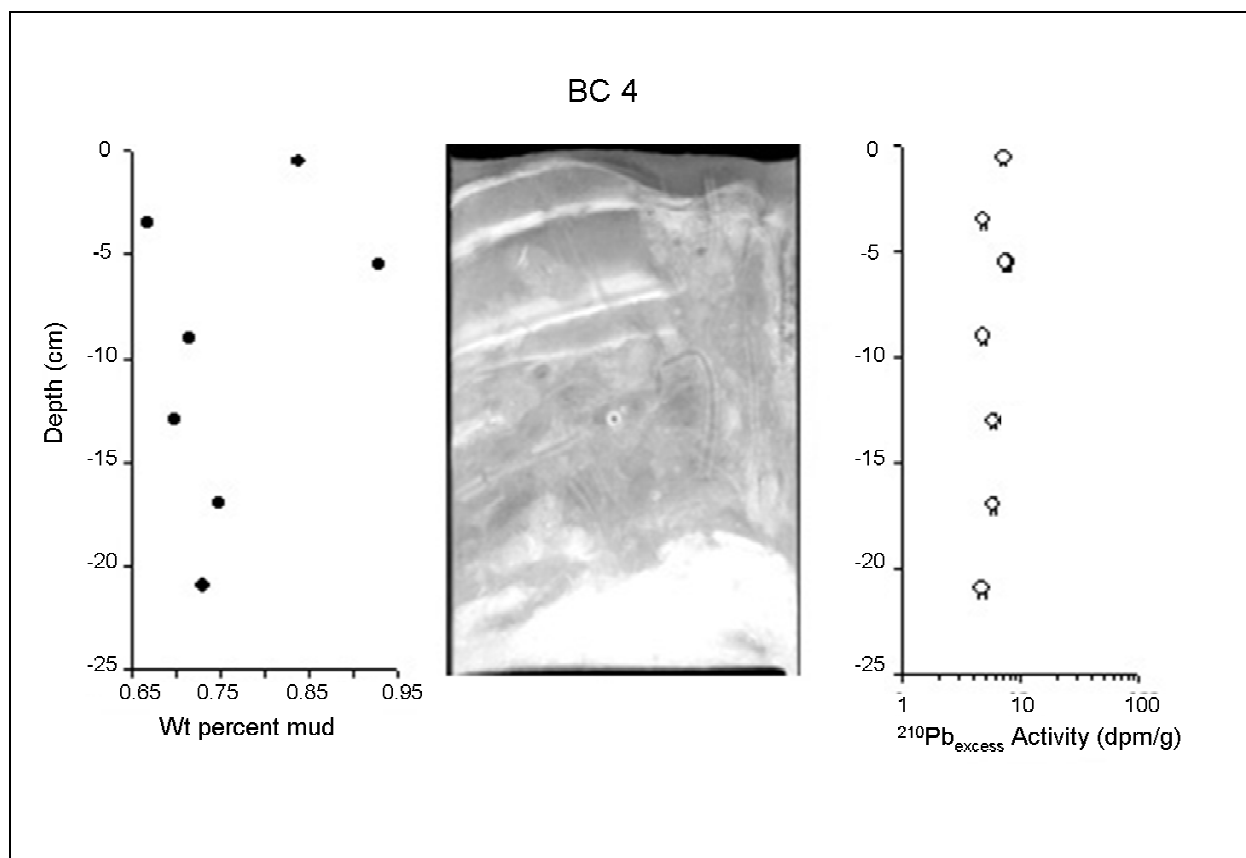 BC 4
0
-5
-10
-15
-20
-25
Depth (cm)
0.65 0.75 0.85 0.95
Wt percent mud
0
-5
-10
-15
-20
-25
1 10 100
²¹⁰Pbₑₓcₑₛₛ Activity (dpm/g)